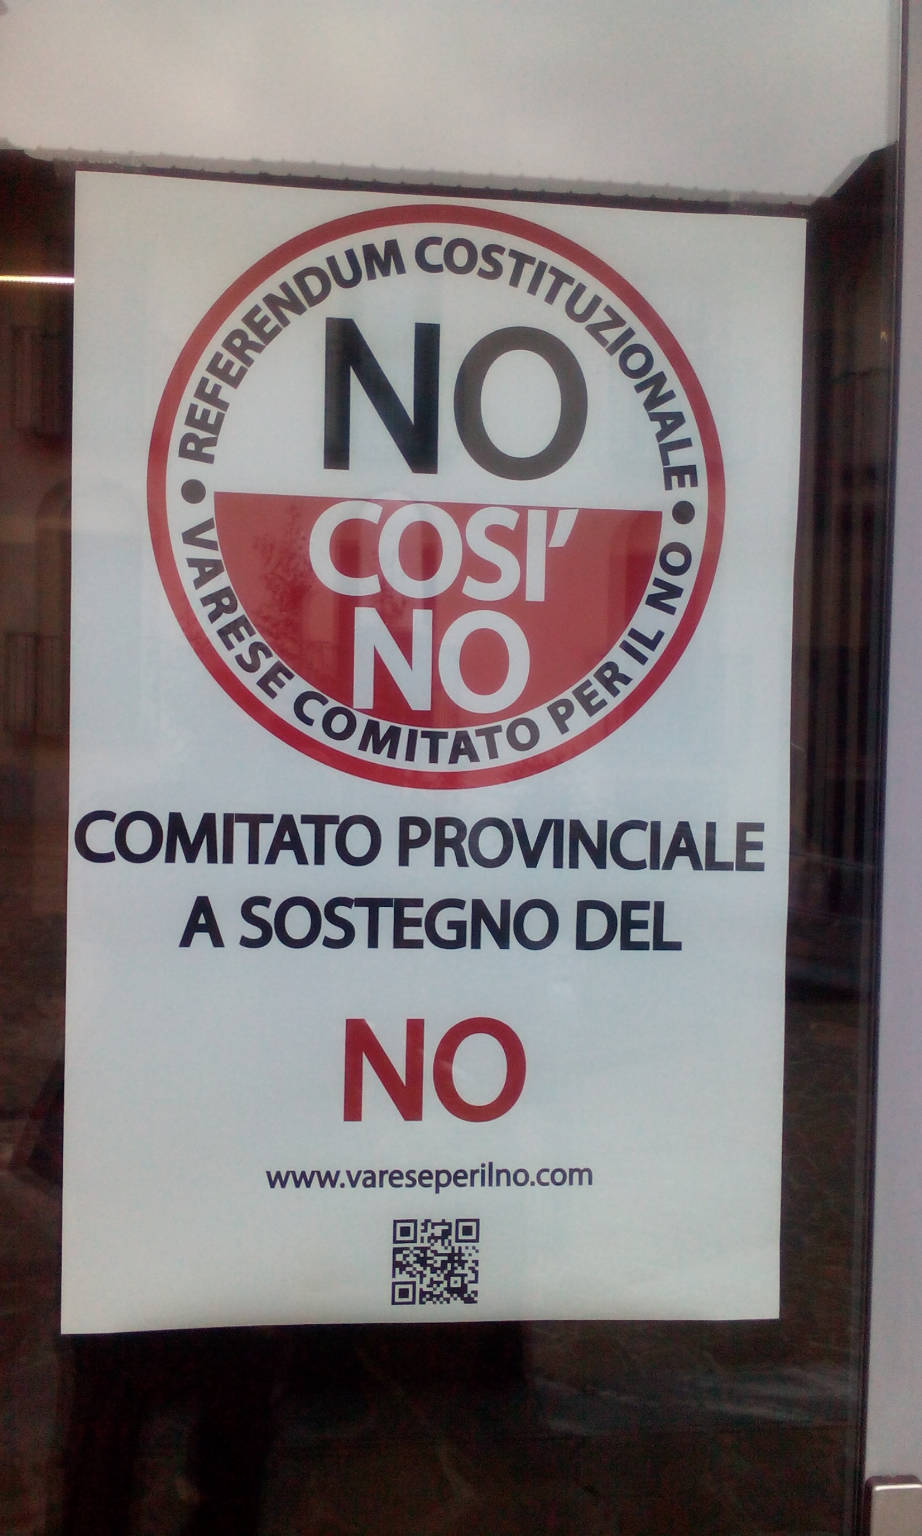 REFERENDUM COSTITUZIONALE
NO
COSI'
NO
VARESE COMITATO PER IL NO
COMITATO PROVINCIALE
A SOSTEGNO DEL
NO
www.vareseperilno.com